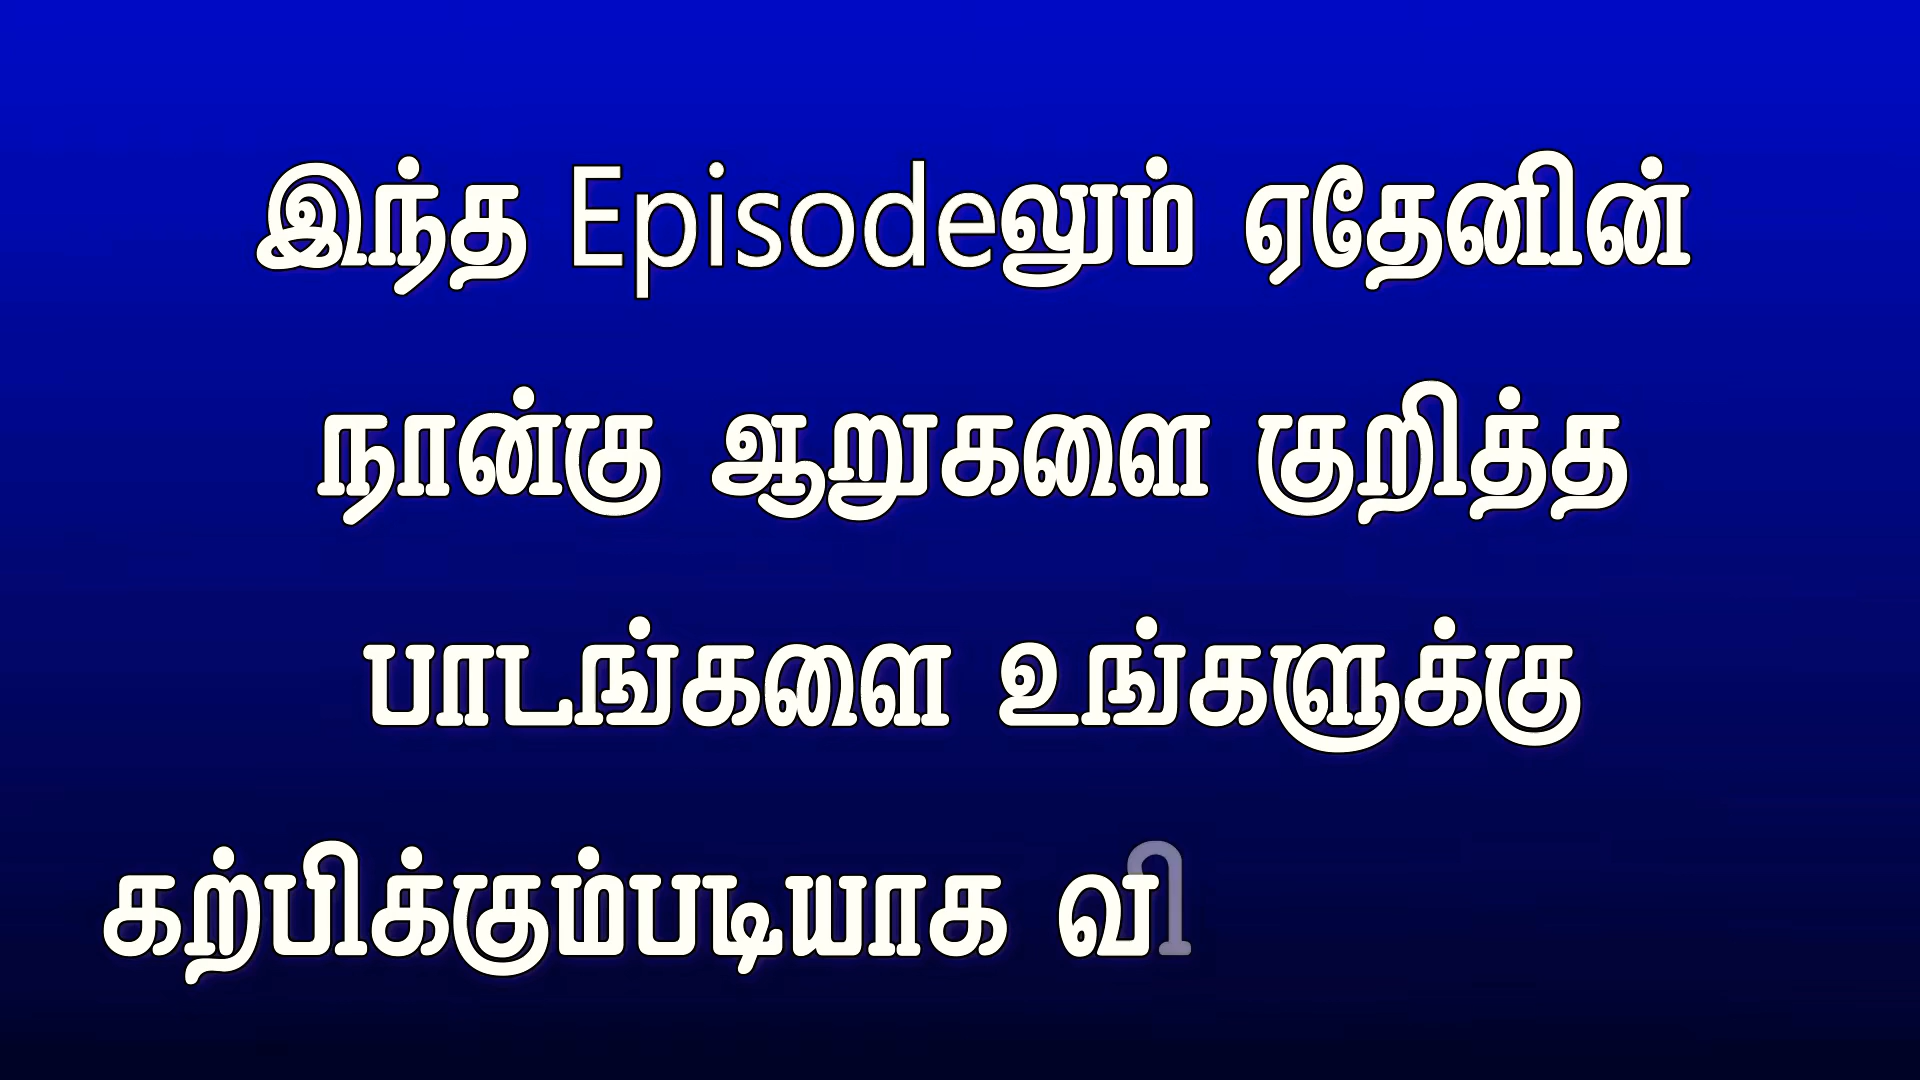 இந்த Episodeலும் ஏதேனின்
நான்கு ஆறுகளை குறித்த
பாடங்களை உங்களுக்கு
கற்பிக்கும்படியாக வி